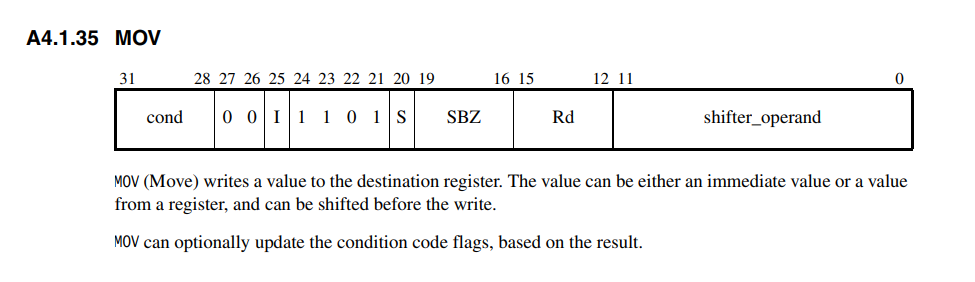 A4.1.35 MOV
31 28 27 26 25 24 23 22 21 20 19 16 15 12 11 0
cond 0 0 I 1 1 0 1 S SBZ Rd shifter_operand
MOV (Move) writes a value to the destination register. The value can be either an immediate value or a value
from a register, and can be shifted before the write.
MOV can optionally update the condition code flags, based on the result.